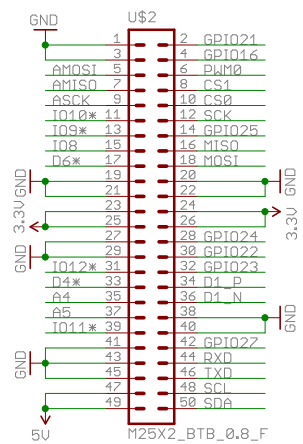 U$2
GND
1 2 GPIO21
3 4 GPIO16
AMOSI 5 6 PWM0
AMISO 7 8 CS1
ASCK 9 10 CS0
IO10* 11 12 SCK
IO9* 13 14 GPIO25
IO8 15 16 MISO
D6* 17 18 MOSI
GND 19 20 GND
21 22
3.3V 23 24 3.3V
25 26
GND 27 28 GPIO24
29 30 GPIO22
IO12* 31 32 GPIO23
D4* 33 34 D1_P
A4 35 36 D1_N
A5 37 38 GND
IO11* 39 40
41 42 GPIO27
GND 43 44 RXD
45 46 TXD
47 48 SCL
49 50 SDA
5V
M25X2_BTB_0.8_F